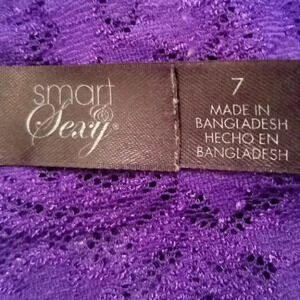 smart
& Sexy®
7
MADE IN
BANGLADESH
HECHO EN
BANGLADESH